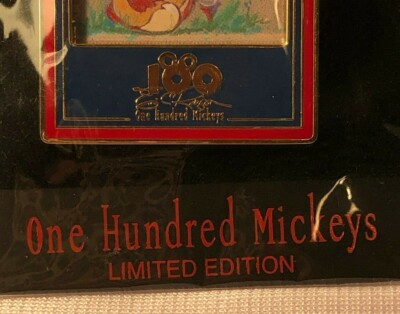 100
One Hundred Mickeys
One Hundred Mickeys
LIMITED EDITION